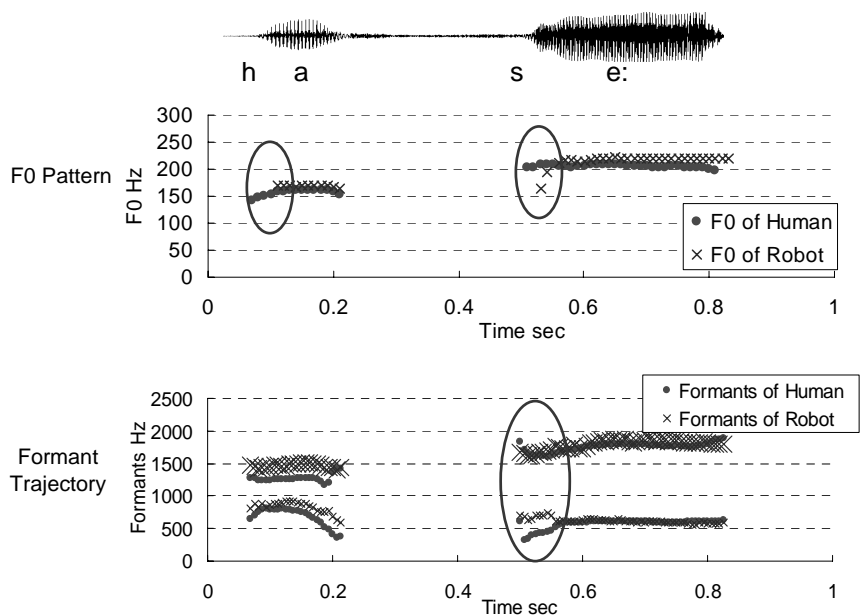 h a s e:
F0 Pattern
F0 Hz
300
250
200
150
100
50
0
F0 of Human
F0 of Robot
0 0.2 0.4 0.6 0.8 1
Time sec
Formant
Trajectory
Formants Hz
2500
2000
1500
1000
500
0
Formants of Human
Formants of Robot
0 0.2 0.4 0.6 0.8 1
Time sec